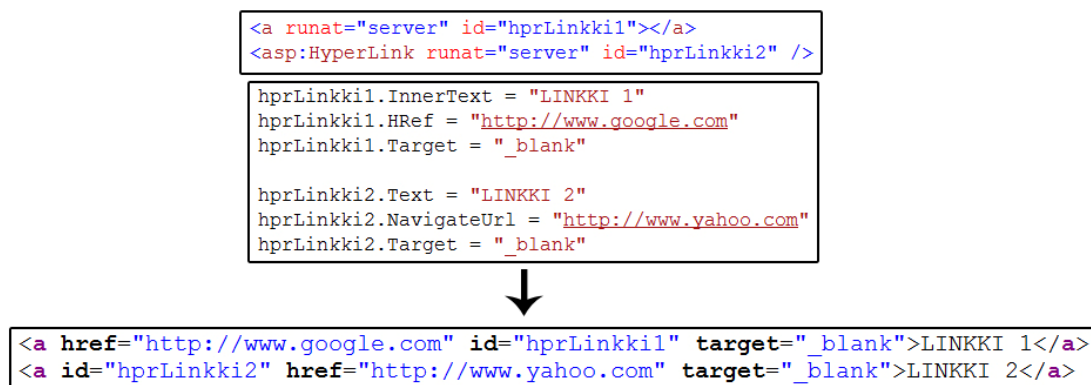 <a runat="server" id="hprLinkki1"></a>
<asp:HyperLink runat="server" id="hprLinkki2" />
hprLinkki1.InnerText = "LINKKI 1"
hprLinkki1.HRef = "http://www.google.com"
hprLinkki1.Target = "_blank"
hprLinkki2.Text = "LINKKI 2"
hprLinkki2.NavigateUrl = "http://www.yahoo.com"
hprLinkki2.Target = "_blank"
<a href="http://www.google.com" id="hprLinkki1" target="_blank">LINKKI 1</a>
<a id="hprLinkki2" href="http://www.yahoo.com" target="_blank">LINKKI 2</a>